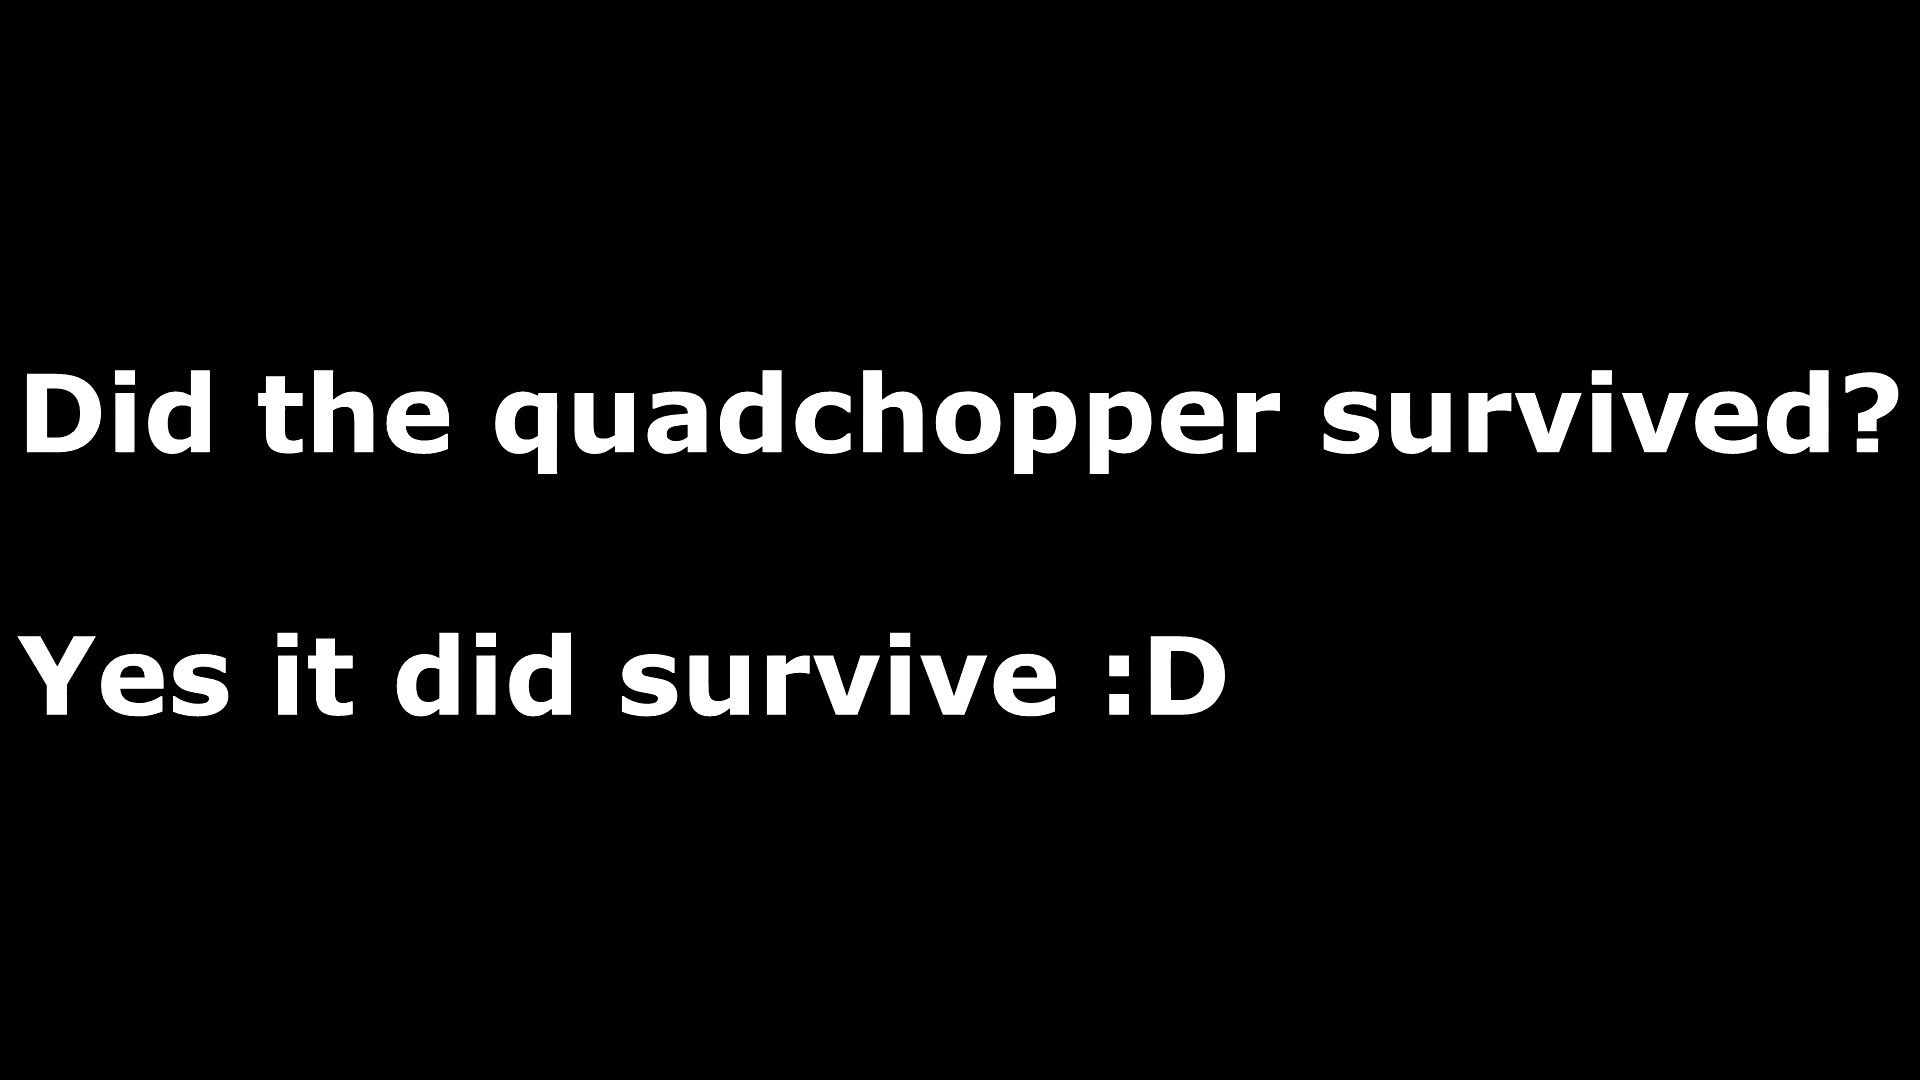 Did the quadchopper survived?
Yes it did survive :D